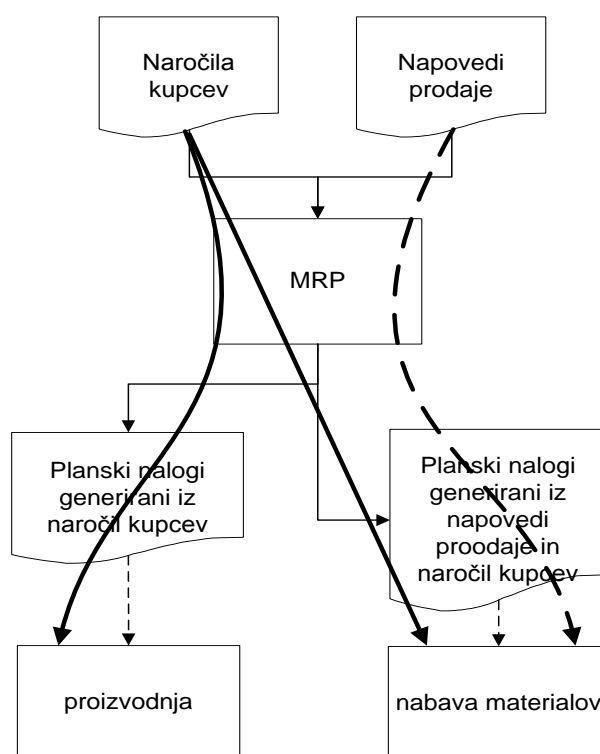 Naročila
kupcev
Napovedi
prodaje
MRP
Planski nalogi
generirani iz
naročil kupcev
Planski nalogi
generirani iz
napovedi
proodaje in
naročil kupcev
proizvodnja
nabava materialov